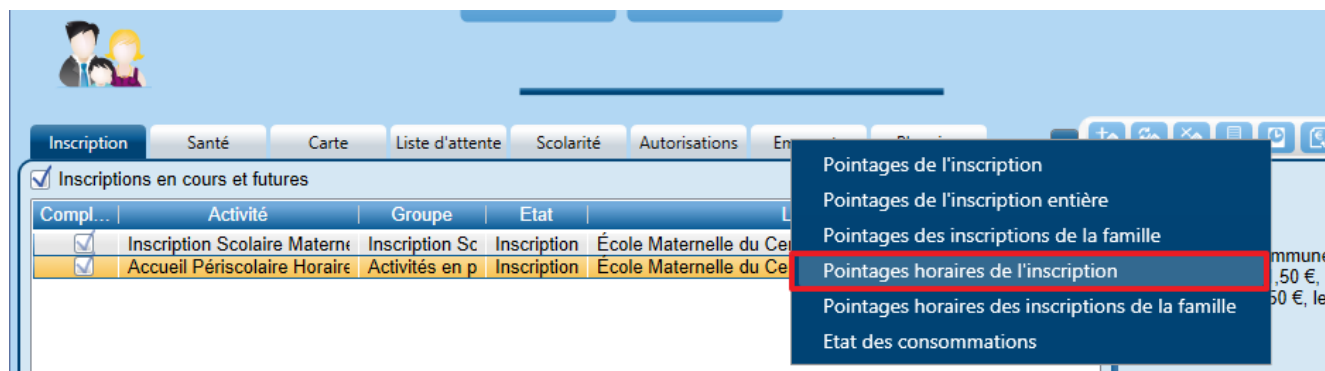 Inscription Santé Carte Liste d'attente Scolarité Autorisations
Inscriptions en cours et futures
Compl... Activité Groupe Etat
Inscription Scolaire Materne Inscription Sc Inscription École Maternelle du
Accueil Périscolaire Horaire Activités en p Inscription École Maternelle du
Pointages de l'inscription
Pointages de l'inscription entière
Pointages des inscriptions de la famille
Pointages horaires de l'inscription
Pointages horaires des inscriptions de la famille
Etat des consommations
,50 €,
50 €, le